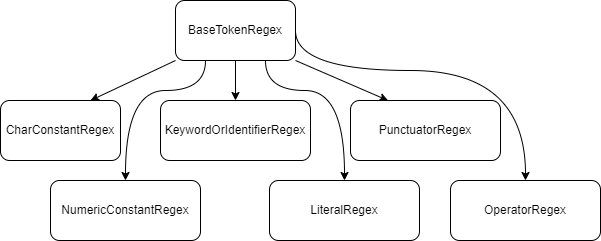 BaseTokenRegex
CharConstantRegex
KeywordOrIdentifierRegex
PunctuatorRegex
NumericConstantRegex
LiteralRegex
OperatorRegex